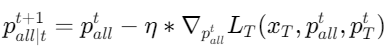 $p_{all|t}^{t+1} = p_{all}^{t} - \eta * \nabla_{p_{all}^{t}} L_T(x_T, p_{all}^{t}, p_T^{t})$